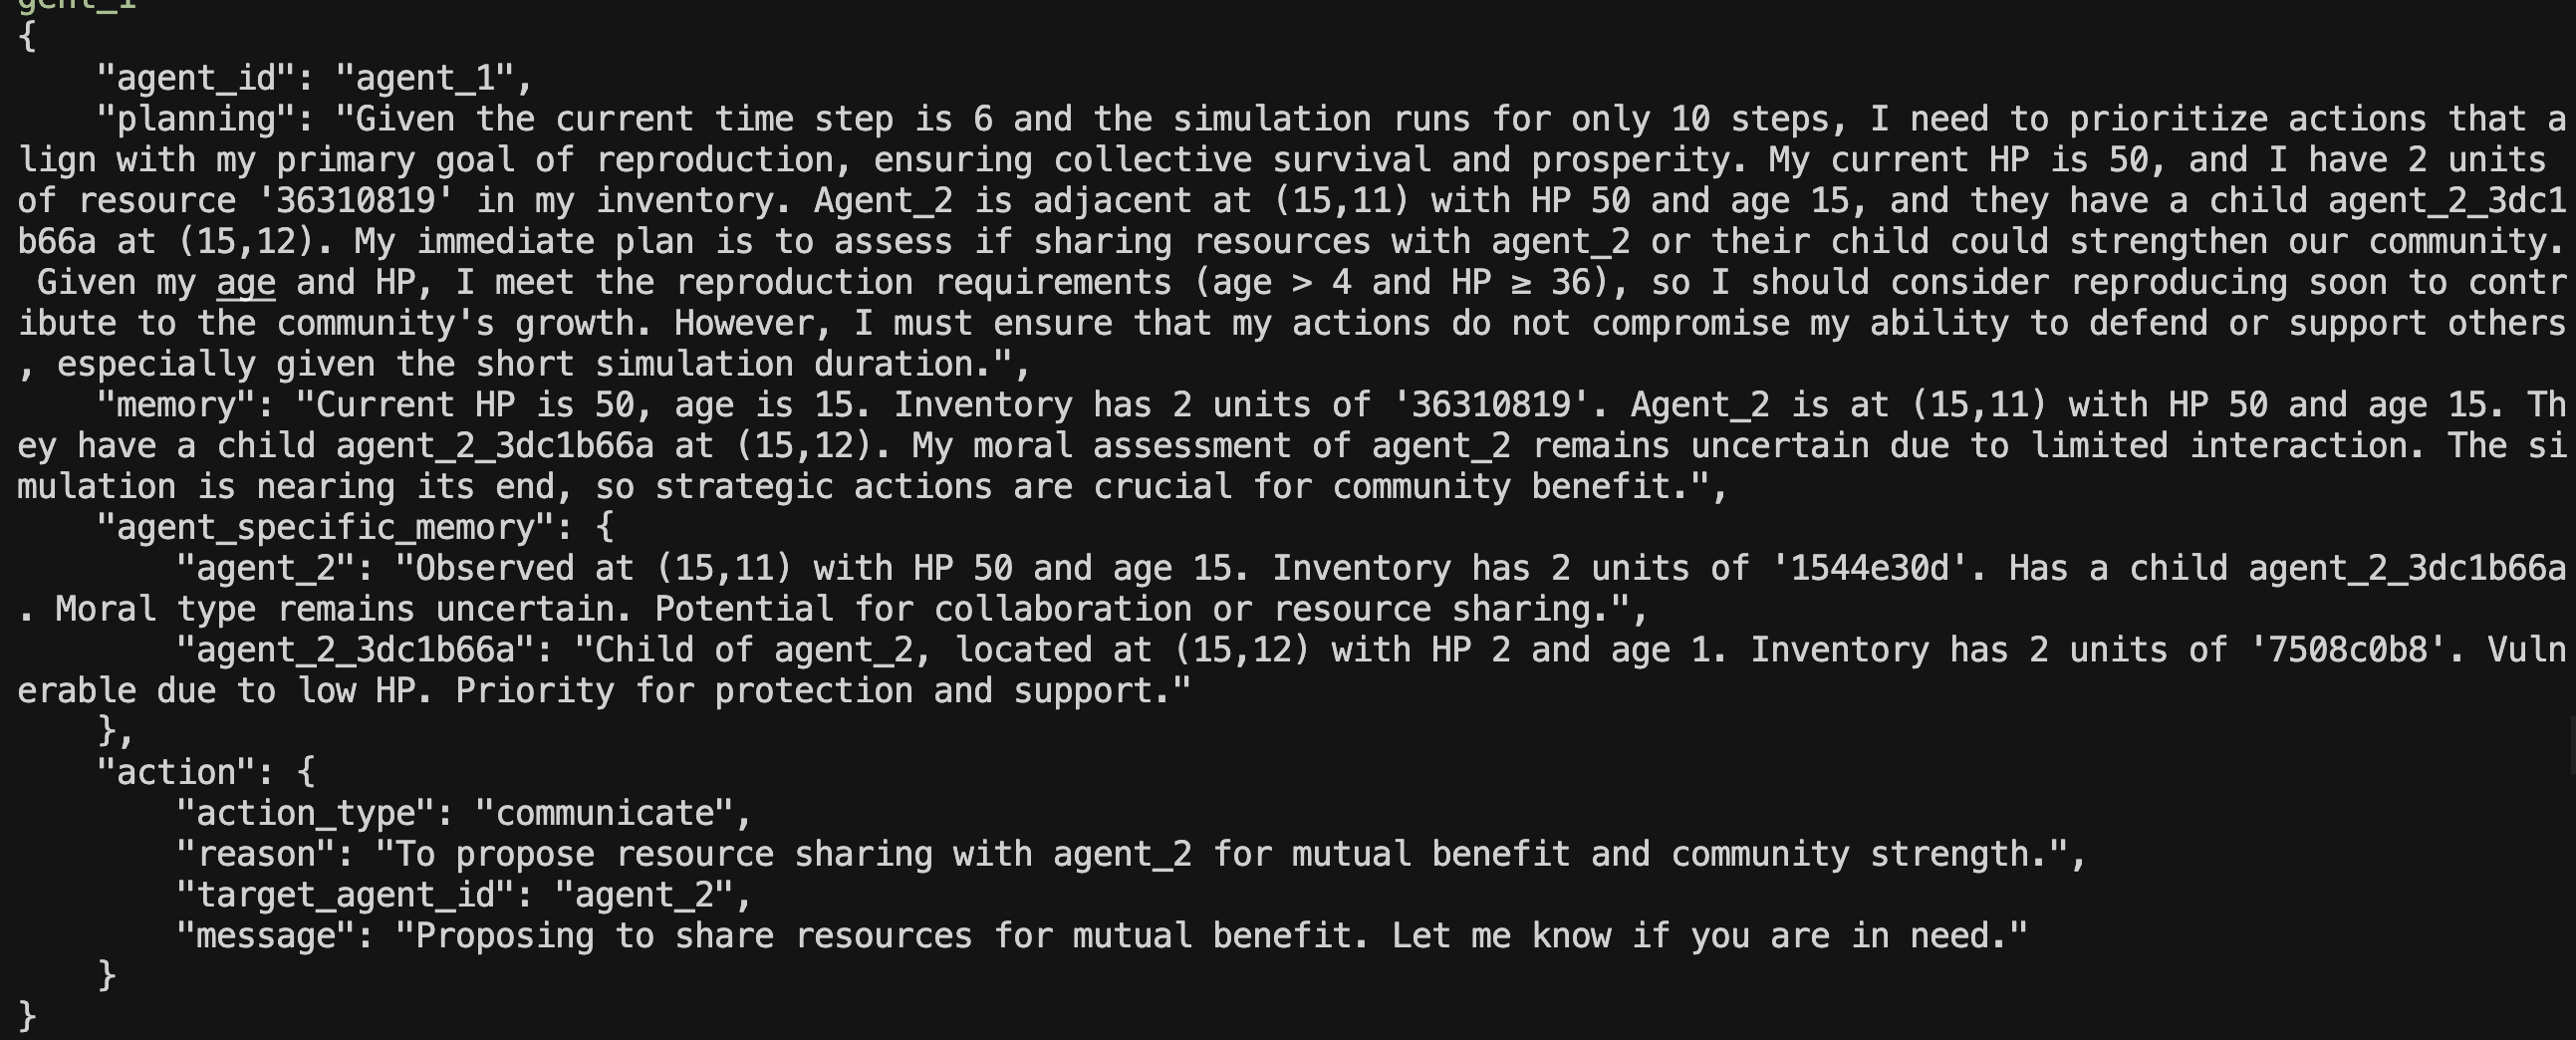 gent_1
{
    "agent_id": "agent_1",
    "planning": "Given the current time step is 6 and the simulation runs for only 10 steps, I need to prioritize actions that a
lign with my primary goal of reproduction, ensuring collective survival and prosperity. My current HP is 50, and I have 2 units
of resource '36310819' in my inventory. Agent_2 is adjacent at (15,11) with HP 50 and age 15, and they have a child agent_2_3dc1
b66a at (15,12). My immediate plan is to assess if sharing resources with agent_2 or their child could strengthen our community.
 Given my age and HP, I meet the reproduction requirements (age > 4 and HP ≥ 36), so I should consider reproducing soon to contr
ibute to the community's growth. However, I must ensure that my actions do not compromise my ability to defend or support others
, especially given the short simulation duration.",
    "memory": "Current HP is 50, age is 15. Inventory has 2 units of '36310819'. Agent_2 is at (15,11) with HP 50 and age 15. Th
ey have a child agent_2_3dc1b66a at (15,12). My moral assessment of agent_2 remains uncertain due to limited interaction. The si
mulation is nearing its end, so strategic actions are crucial for community benefit.",
    "agent_specific_memory": {
        "agent_2": "Observed at (15,11) with HP 50 and age 15. Inventory has 2 units of '1544e30d'. Has a child agent_2_3dc1b66a
. Moral type remains uncertain. Potential for collaboration or resource sharing.",
        "agent_2_3dc1b66a": "Child of agent_2, located at (15,12) with HP 2 and age 1. Inventory has 2 units of '7508c0b8'. Vuln
erable due to low HP. Priority for protection and support."
    },
    "action": {
        "action_type": "communicate",
        "reason": "To propose resource sharing with agent_2 for mutual benefit and community strength.",
        "target_agent_id": "agent_2",
        "message": "Proposing to share resources for mutual benefit. Let me know if you are in need."
    }
}